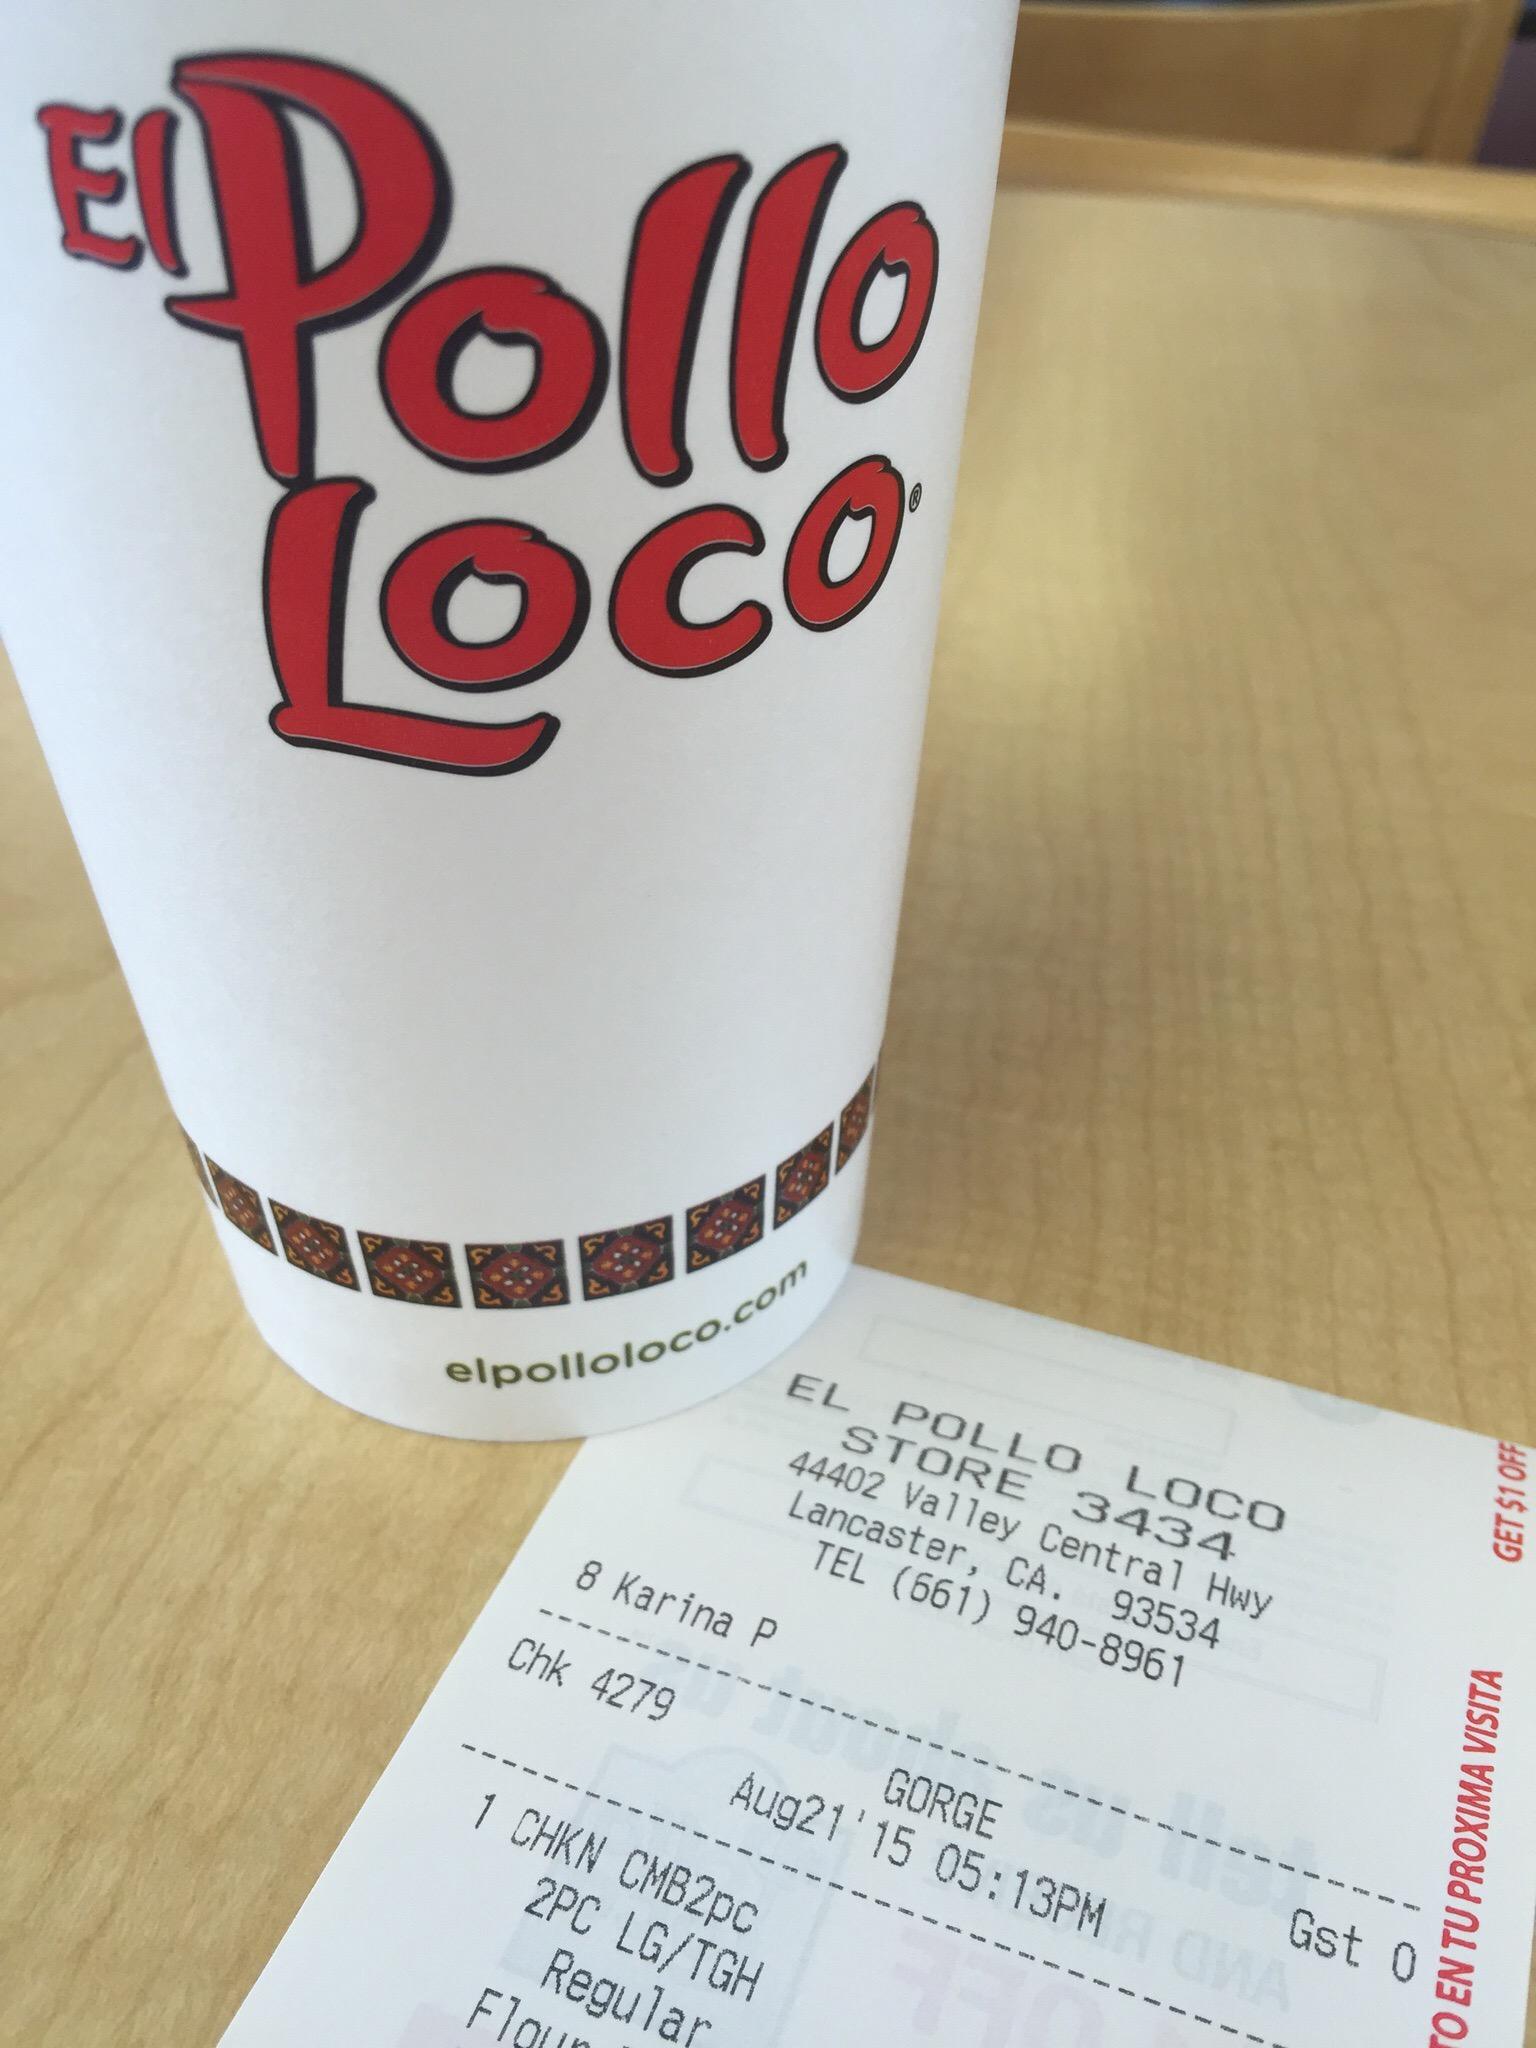 El Pollo
Loco®
elpolloloco.com
EL POLLO LOCO
STORE 3434
44402 Valley Central Hwy
Lancaster, CA. 93534
TEL (661) 940-8961
8 Karina P
Chk 4279
GORGE
Gst 0
Aug21'15 05:13PM
1 CHKN CMB2pc
2PC LG/TGH
Regular
Flour
GET $1 OFF
TO EN TU PROXIMA VISITA